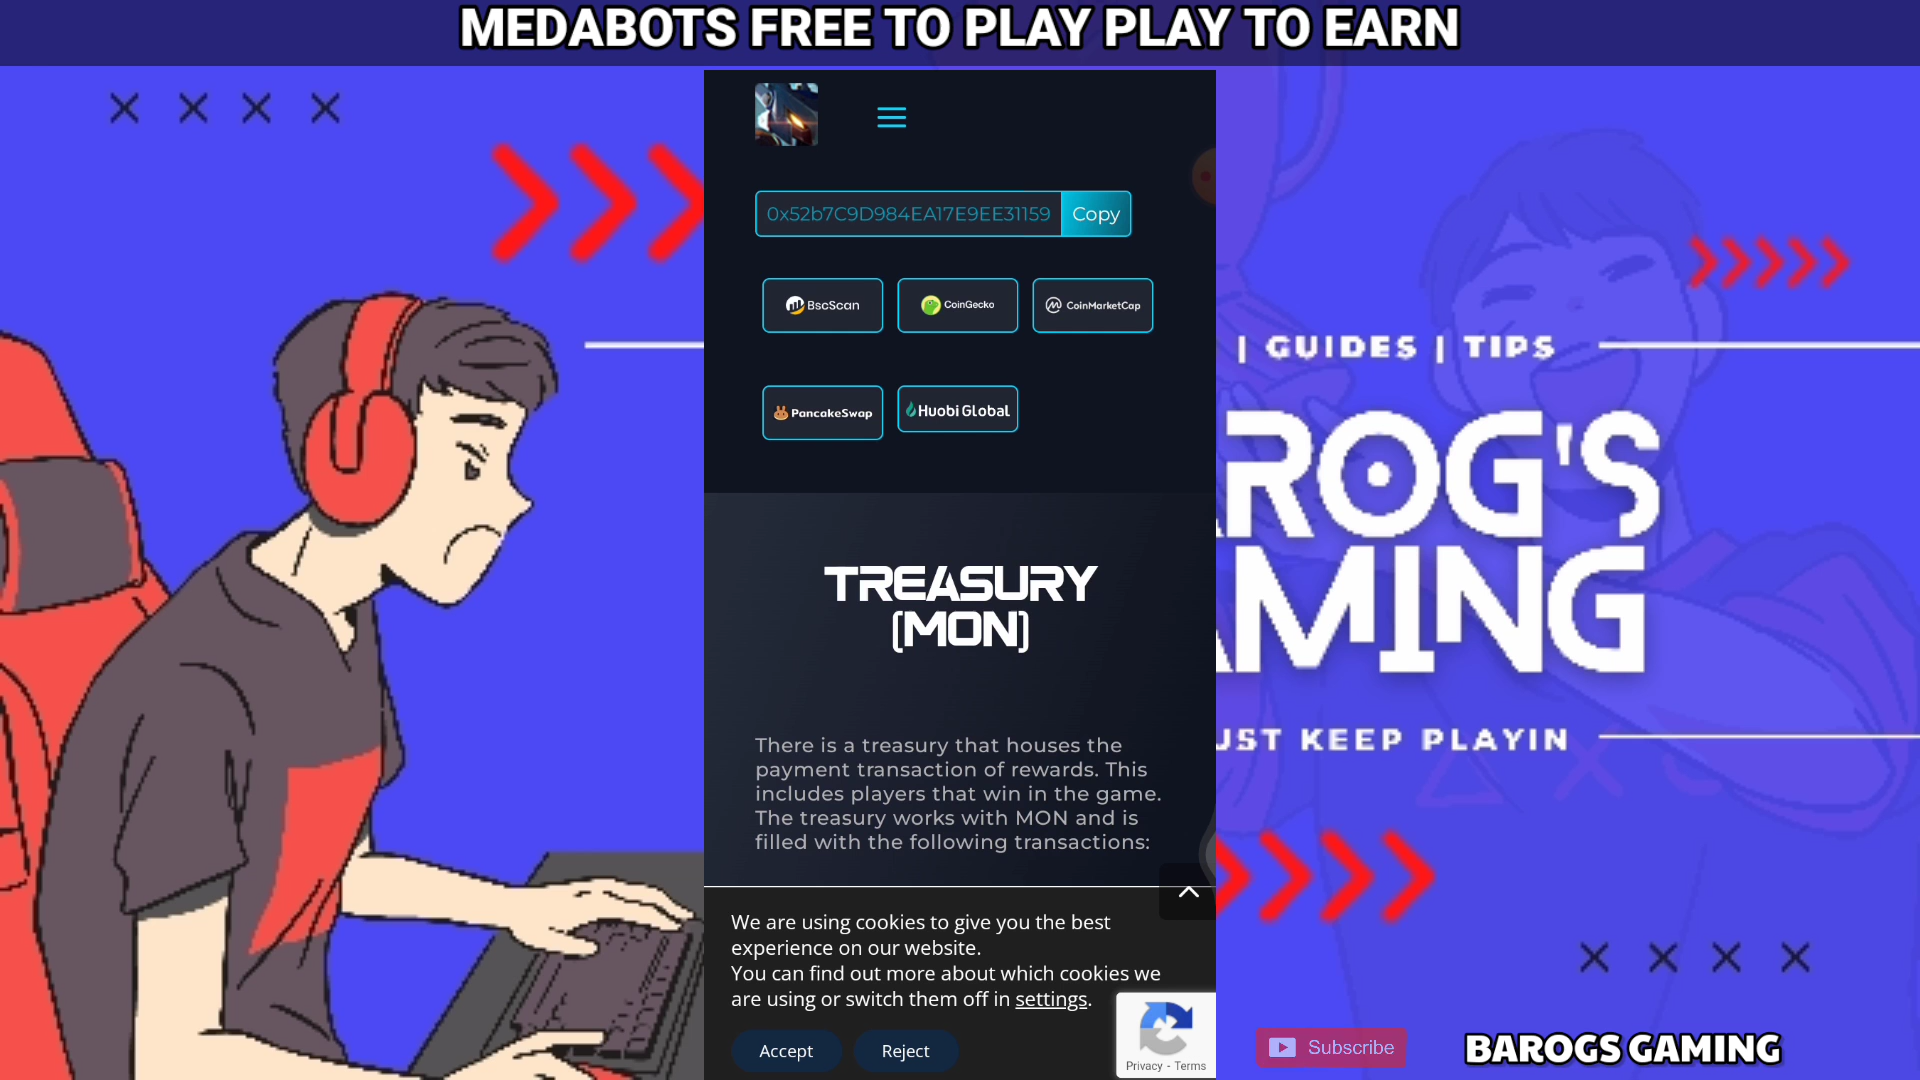 MEDABOTS FREE TO PLAY PLAY TO EARN
0x52b7C9D984EA17E9EE31159
Copy
BscScan
CoinGecko
CoinMarketCap
PancakeSwap
Huobi Global
TREASURY
(MON)
There is a treasury that houses the
payment transaction of rewards. This
includes players that win in the game.
The treasury works with MON and is
filled with the following transactions:
We are using cookies to give you the best
experience on our website.
You can find out more about which cookies we
are using or switch them off in settings.
Accept
Reject
Privacy - Terms
| GUIDES | TIPS
ROG'S
AMING
UST KEEP PLAYIN
Subscribe
BAROGS GAMING